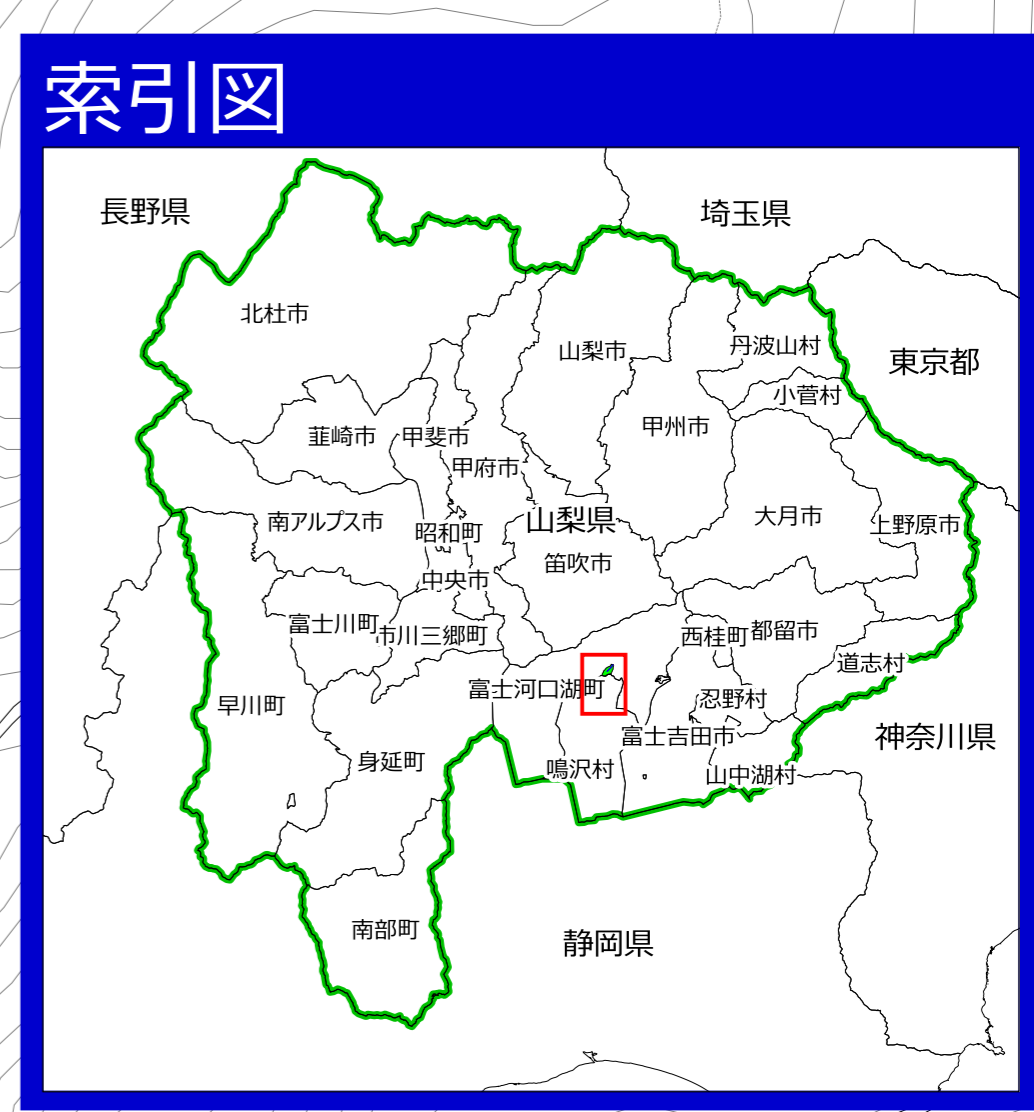 索引図
長野県
埼玉県
北杜市
山梨市
丹波山村
東京都
小菅村
韮崎市
甲斐市
甲州市
甲府市
南アルプス市
昭和町
山梨県
大月市
上野原市
笛吹市
中央市
富士川町
市川三郷町
西桂町
都留市
道志村
早川町
富士河口湖町
忍野村
身延町
富士吉田市
神奈川県
鳴沢村
山中湖村
南部町
静岡県